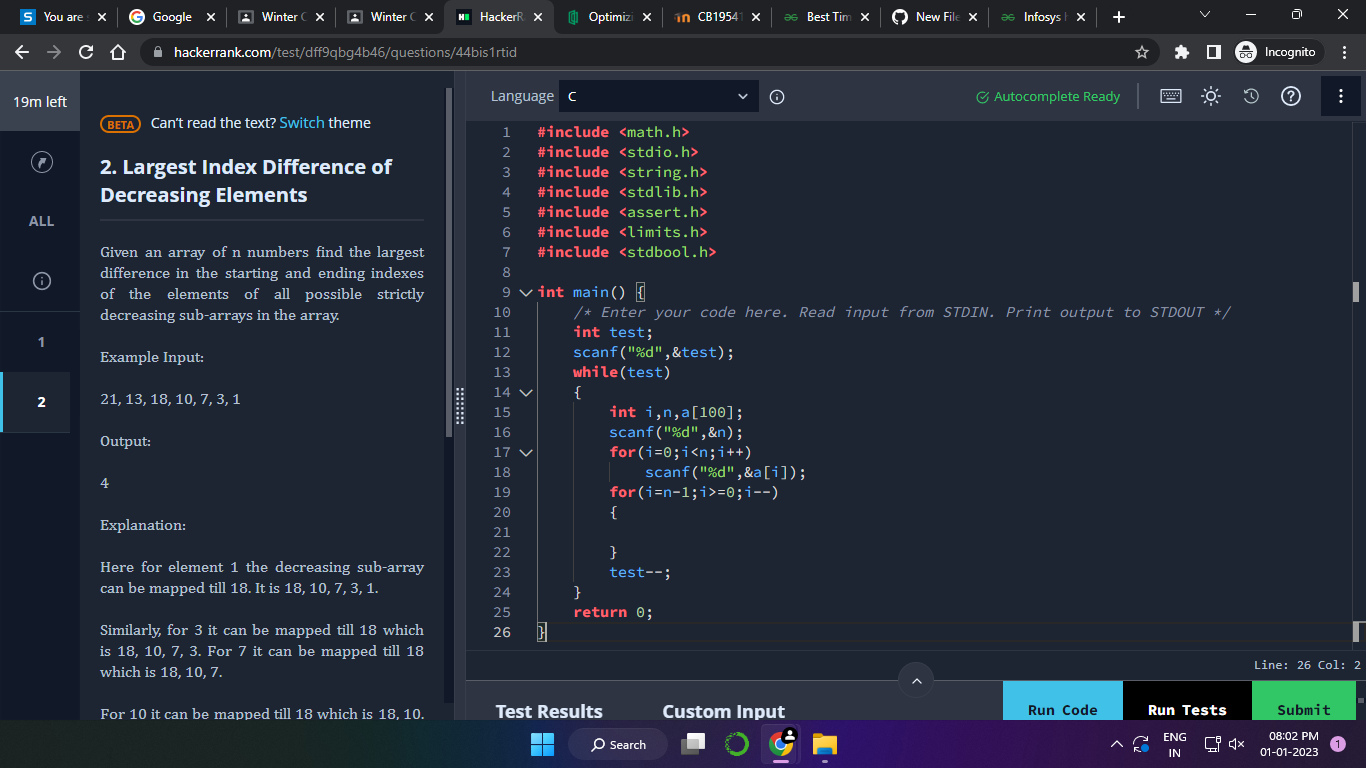 You are
Google
Winter C
Winter C
HackerR
Optimizi
CB19541
Best Tim
New File
Infosys
hackerrank.com/test/dff9qbg4b46/questions/44bis1rtid
Incognito
19m left
ALL
1
2
BETA Can't read the text? Switch theme
2. Largest Index Difference of
Decreasing Elements
Given an array of n numbers find the largest
difference in the starting and ending indexes
of the elements of all possible strictly
decreasing sub-arrays in the array.
Example Input:
21, 13, 18, 10, 7, 3, 1
Output:
4
Explanation:
Here for element 1 the decreasing sub-array
can be mapped till 18. It is 18, 10, 7, 3, 1.
Similarly, for 3 it can be mapped till 18 which
is 18, 10, 7, 3. For 7 it can be mapped till 18
which is 18, 10, 7.
For 10 it can be mapped till 18 which is 18, 10.
Language C
Autocomplete Ready
1 #include <math.h>
2 #include <stdio.h>
3 #include <string.h>
4 #include <stdlib.h>
5 #include <assert.h>
6 #include <limits.h>
7 #include <stdbool.h>
8
9 int main() {
10 /* Enter your code here. Read input from STDIN. Print output to STDOUT */
11 int test;
12 scanf("%d",&test);
13 while(test)
14 {
15 int i,n,a[100];
16 scanf("%d",&n);
17 for(i=0;i<n;i++)
18 scanf("%d",&a[i]);
19 for(i=n-1;i>=0;i--)
20 {
21
22 }
23 test--;
24 }
25 return 0;
26 }
Line: 26 Col: 2
Test Results
Custom Input
Run Code
Run Tests
Submit
Search
ENG
IN
08:02 PM
01-01-2023
1